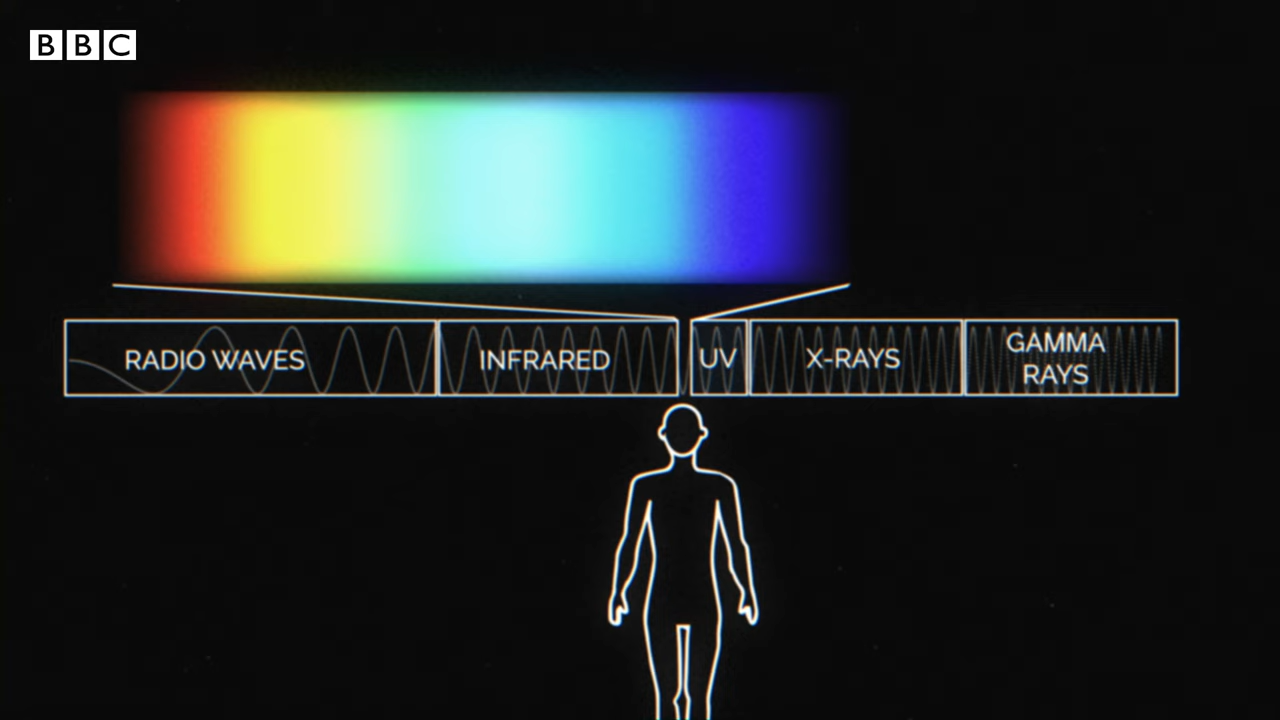 BBC
RADIO WAVES
INFRARED
UV
X-RAYS
GAMMA
RAYS